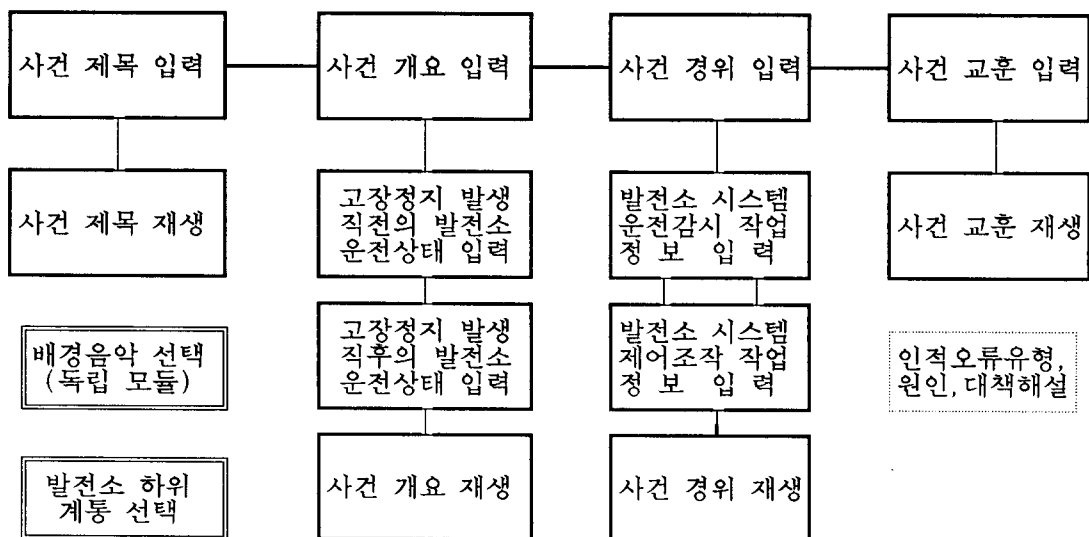 사건 제목 입력
사건 개요 입력
사건 경위 입력
사건 교훈 입력
사건 제목 재생
고장정지 발생
직전의 발전소
운전상태 입력
발전소 시스템
운전감시 작업
정 보 입 력
사건 교훈 재생
배경음악 선택
(독립 모듈)
고장정지 발생
직후의 발전소
운전상태 입력
발전소 시스템
제어조작 작업
정 보 입 력
인적오류유형,
원인, 대책해설
발전소 하위
계통 선택
사건 개요 재생
사건 경위 재생